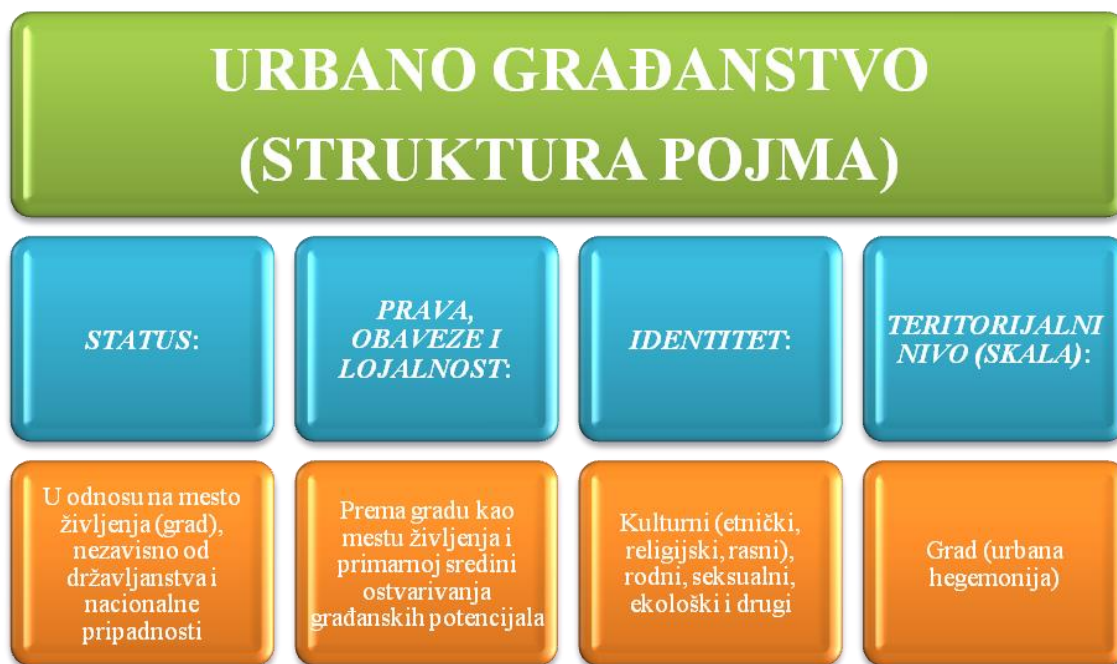 URBANO GRAĐANSTVO
(STRUKTURA POJMA)
STATUS:
PRAVA,
OBAVEZE I
LOJALNOST:
IDENTITET:
TERITORIJALNI
NIVO (SKALA):
U odnosu na mesto
življenja (grad),
nezavisno od
državljanstva i
nacionalne
pripadnosti
Prema gradu kao
mestu življenja i
primarnoj sredini
ostvarivanja
građanskih potencijala
Kulturni (etnički,
religijski, rasni),
rodni, seksualni,
ekološki i drugi
Grad (urbana
hegemonija)